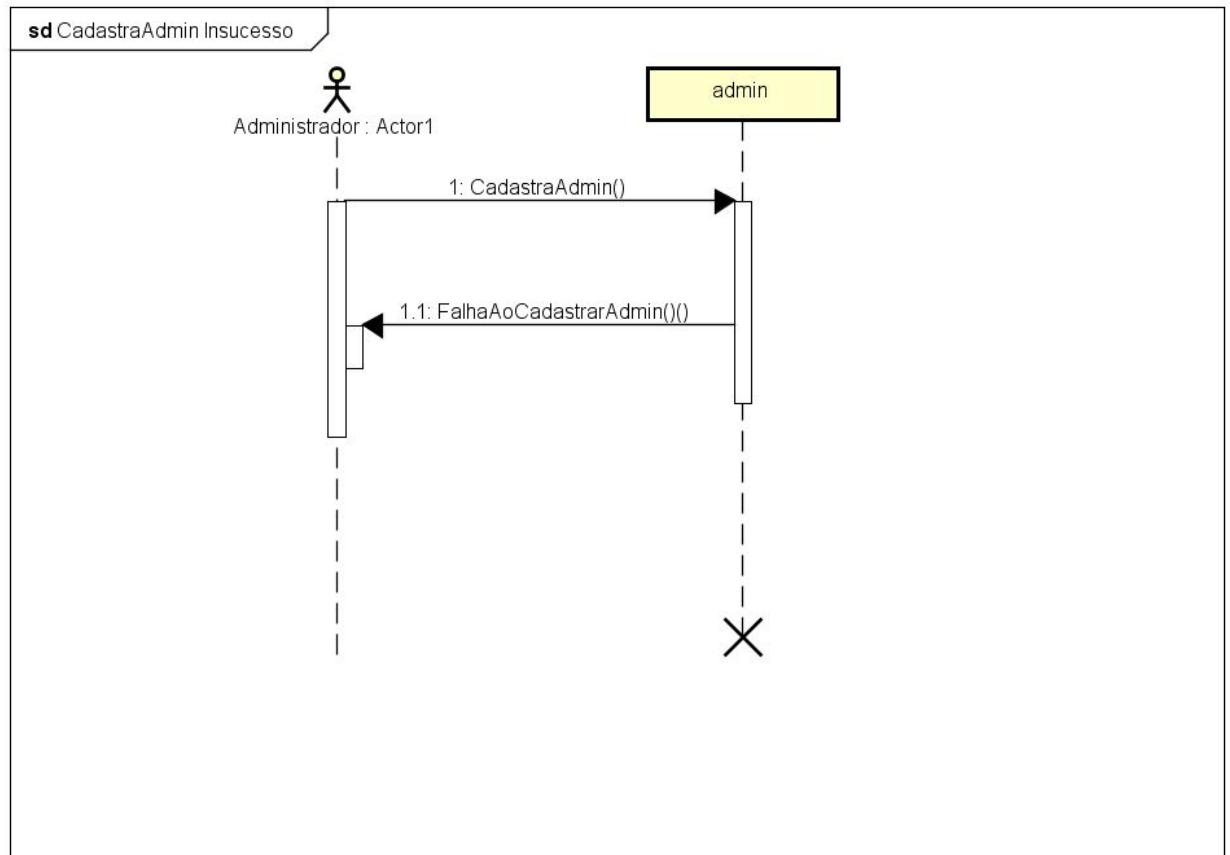 sd CadastraAdmin Insucesso
Administrador : Actor1
admin
1: CadastraAdmin()
1.1: FalhaAoCadastrarAdmin()()